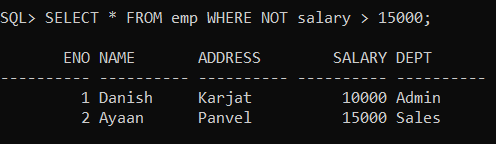 SQL> SELECT * FROM emp WHERE NOT salary > 15000;
       ENO NAME       ADDRESS        SALARY DEPT
---------- ---------- ---------- ---------- ----------
         1 Danish     Karjat          10000 Admin
         2 Ayaan      Panvel          15000 Sales